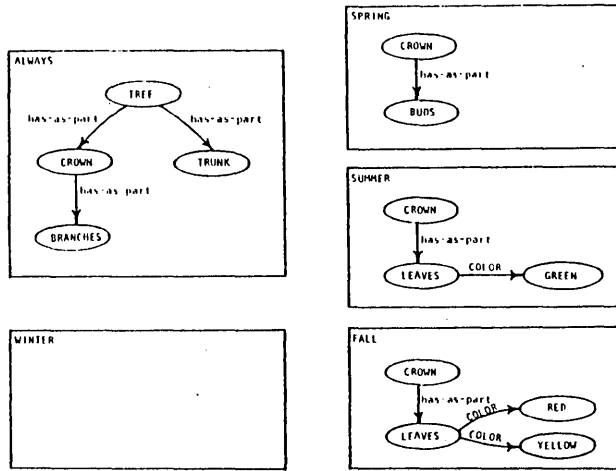 ALWAYS
TREE
has-as-part
has-as-part
CROWN
TRUNK
has-as-part
BRANCHES
WINTER
SPRING
CROWN
has-as-part
BUDS
SUMMER
CROWN
has-as-part
LEAVES
COLOR
GREEN
FALL
CROWN
has-as-part
COLOR
RED
LEAVES
COLOR
YELLOW